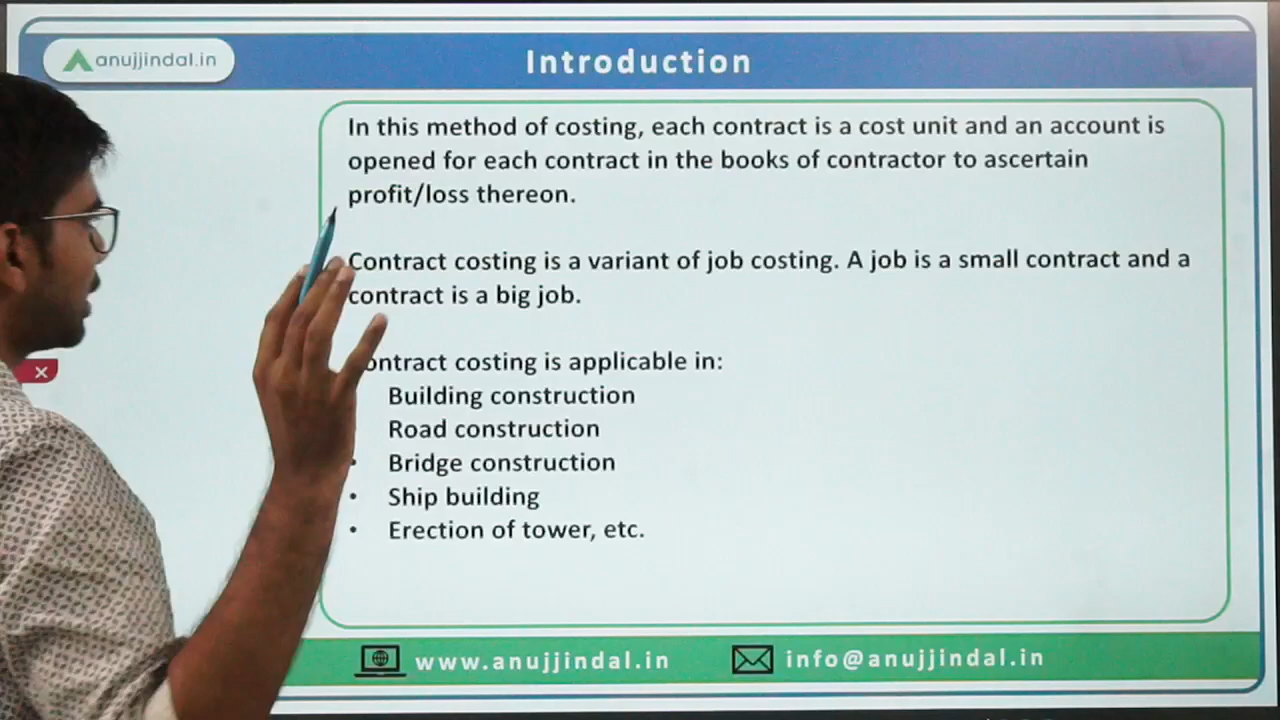 anujjindal.in
Introduction
In this method of costing, each contract is a cost unit and an account is
opened for each contract in the books of contractor to ascertain
profit/loss thereon.
Contract costing is a variant of job costing. A job is a small contract and a
contract is a big job.
ontract costing is applicable in:
Building construction
Road construction
• Bridge construction
• Ship building
• Erection of tower, etc.
www.anujjindal.in
info@anujjindal.in